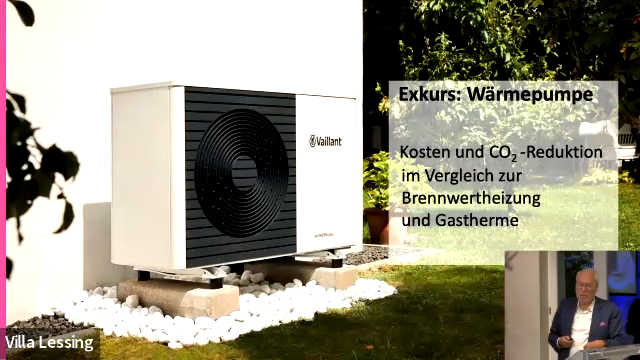 Exkurs: Wärmepumpe
Kosten und CO₂ -Reduktion
im Vergleich zur
Brennwertheizung
und Gastherme
Vaillant
Villa Lessing